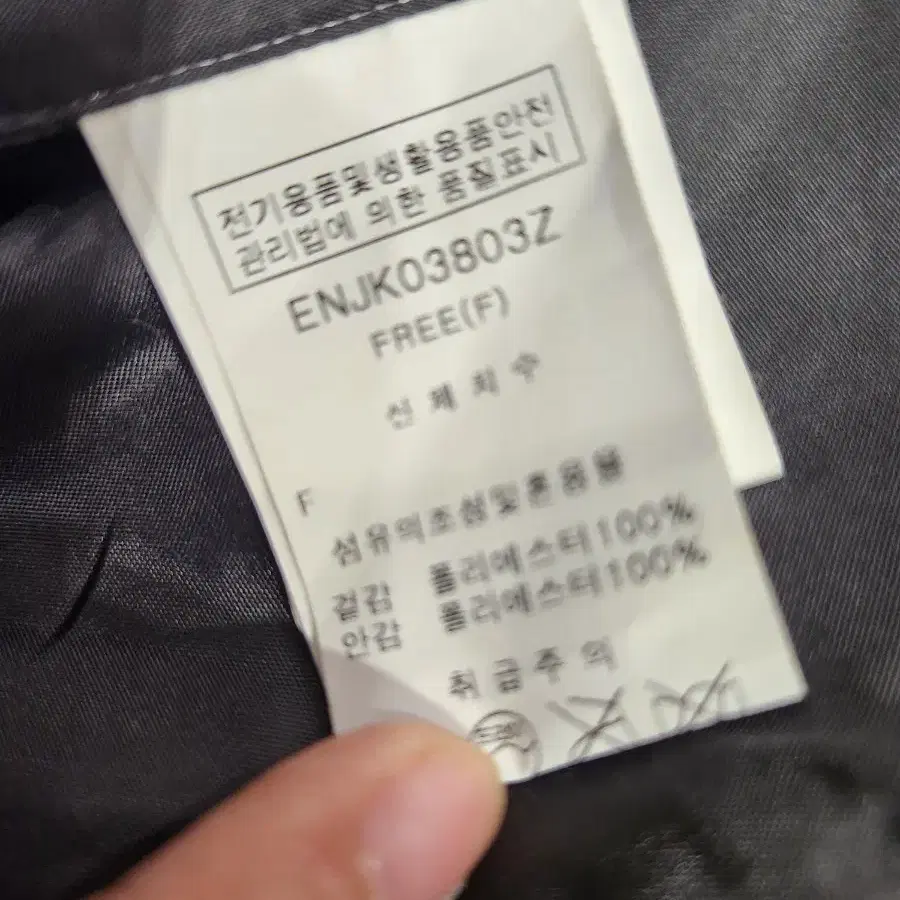 전기용품및생활용품안전
관리법에 의한 품질표시
ENJK03803Z
FREE(F)
신체치수
F
섬유의조성및혼용율
겉감 폴리에스터100%
안감 폴리에스터100%
취급주의